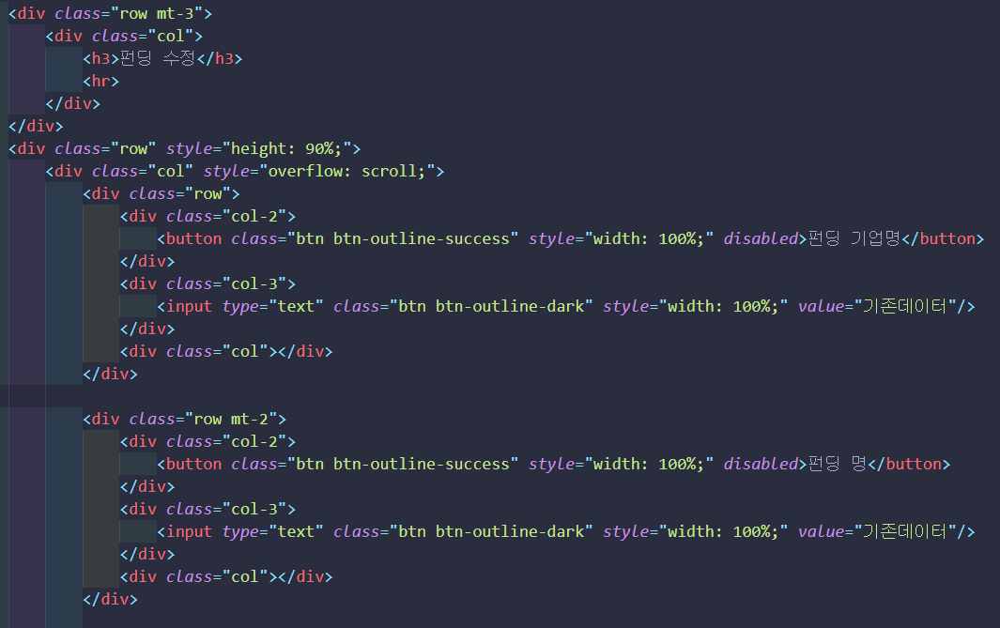 <div class="row mt-3">
<div class="col">
<h3>펀딩 수정</h3>
<hr>
</div>
</div>
<div class="row" style="height: 90%;">
<div class="col" style="overflow: scroll;">
<div class="row">
<div class="col-2">
<button class="btn btn-outline-success" style="width: 100%;" disabled>펀딩 기업명</button>
</div>
<div class="col-3">
<input type="text" class="btn btn-outline-dark" style="width: 100%;" value="기존데이터"/>
</div>
<div class="col"></div>
</div>
<div class="row mt-2">
<div class="col-2">
<button class="btn btn-outline-success" style="width: 100%;" disabled>펀딩 명</button>
</div>
<div class="col-3">
<input type="text" class="btn btn-outline-dark" style="width: 100%;" value="기존데이터"/>
</div>
<div class="col"></div>
</div>